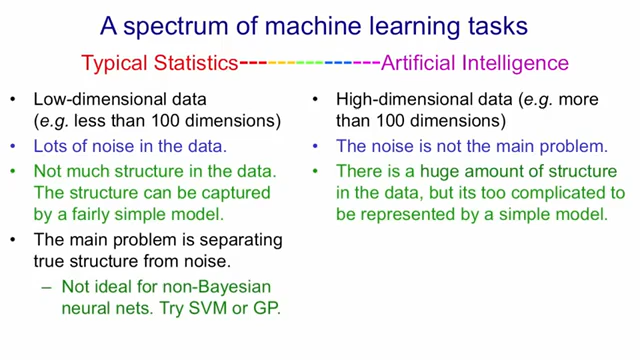 A spectrum of machine learning tasks
Typical Statistics------------Artificial Intelligence
• Low-dimensional data
(e.g. less than 100 dimensions)
• Lots of noise in the data.
• Not much structure in the data.
The structure can be captured
by a fairly simple model.
• The main problem is separating
true structure from noise.
– Not ideal for non-Bayesian
neural nets. Try SVM or GP.
• High-dimensional data (e.g. more
than 100 dimensions)
• The noise is not the main problem.
• There is a huge amount of structure
in the data, but its too complicated to
be represented by a simple model.